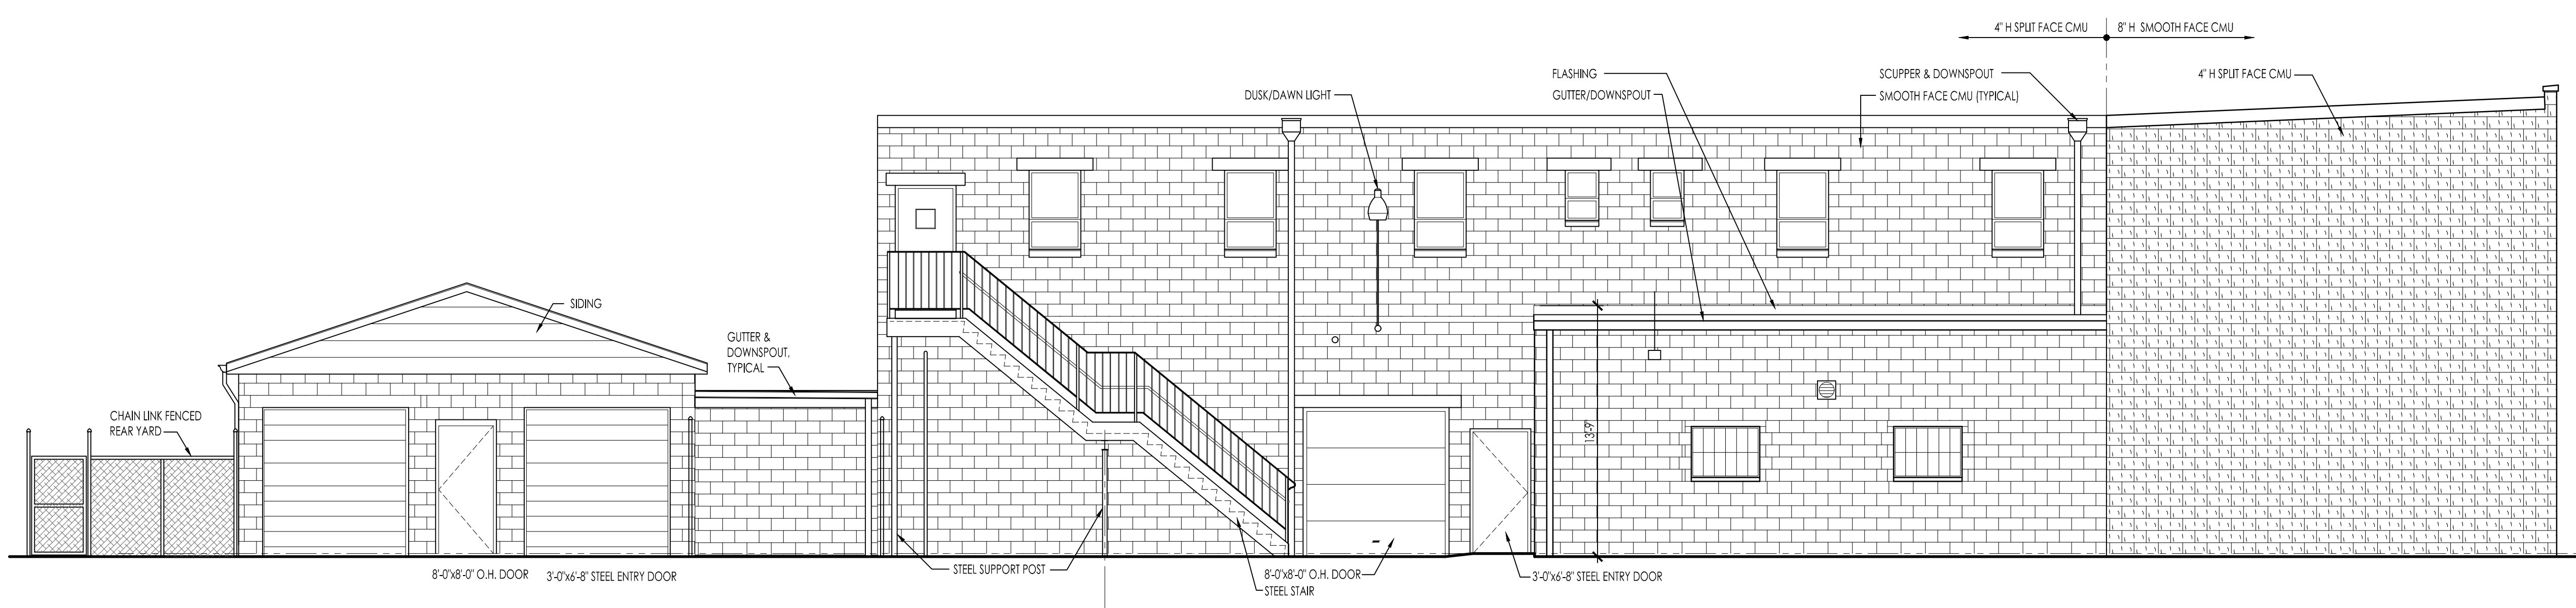 4" H SPLIT FACE CMU
8" H SMOOTH FACE CMU
FLASHING
SCUPPER & DOWNSPOUT
4" H SPLIT FACE CMU
DUSK/DAWN LIGHT
GUTTER/DOWNSPOUT
SMOOTH FACE CMU (TYPICAL)
SIDING
GUTTER &
DOWNSPOUT,
TYPICAL
CHAIN LINK FENCED
REAR YARD
13'-9"
8'-0"x8'-0" O.H. DOOR
3'-0"x6'-8" STEEL ENTRY DOOR
STEEL SUPPORT POST
8'-0"x8'-0" O.H. DOOR
3'-0"x6'-8" STEEL ENTRY DOOR
STEEL STAIR